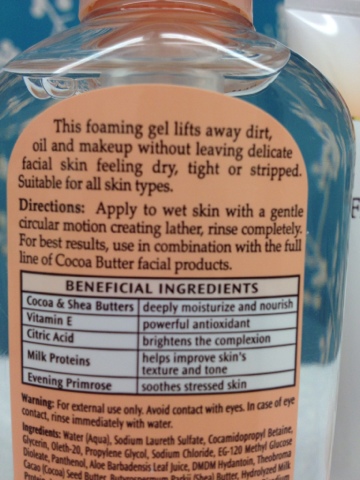 This foaming gel lifts away dirt,
oil and makeup without leaving delicate
facial skin feeling dry, tight or stripped.
Suitable for all skin types.
Directions: Apply to wet skin with a gentle
circular motion creating lather, rinse completely.
For best results, use in combination with the full
line of Cocoa Butter facial products.
BENEFICIAL INGREDIENTS
Cocoa & Shea Butters deeply moisturize and nourish
Vitamin E powerful antioxidant
Citric Acid brightens the complexion
Milk Proteins helps improve skin's
texture and tone
Evening Primrose soothes stressed skin
Warning: For external use only. Avoid contact with eyes. In case of eye
contact, rinse immediately with water.
Ingredients: Water (Aqua), Sodium Laureth Sulfate, Cocamidopropyl Betaine,
Glycerin, Oleth-20, Propylene Glycol, Sodium Chloride, EG-120 Methyl Glucose
Dioleate, Panthenol, Aloe Barbadensis Leaf Juice, DMDM Hydantoin, Theobroma
Cacao (Cocoa) Seed Butter, Butyrospermum Parkii (Shea) Butter, Hydrolyzed Milk